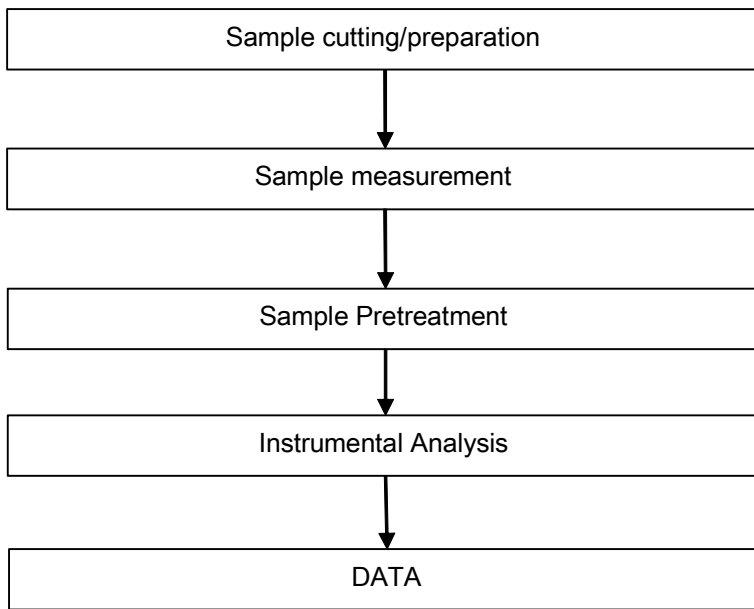 Sample cutting/preparation
Sample measurement
Sample Pretreatment
Instrumental Analysis
DATA